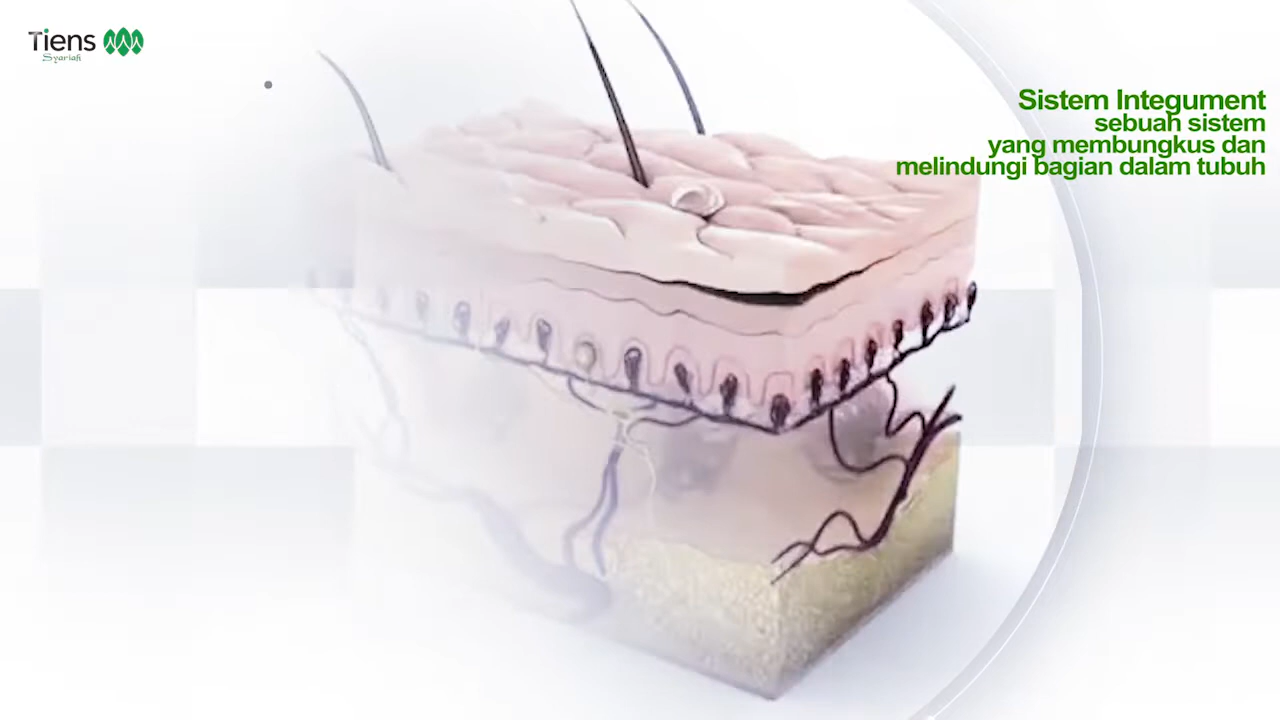 Tiens
Syariah
Sistem Integument
sebuah sistem
yang membungkus dan
melindungi bagian dalam tubuh